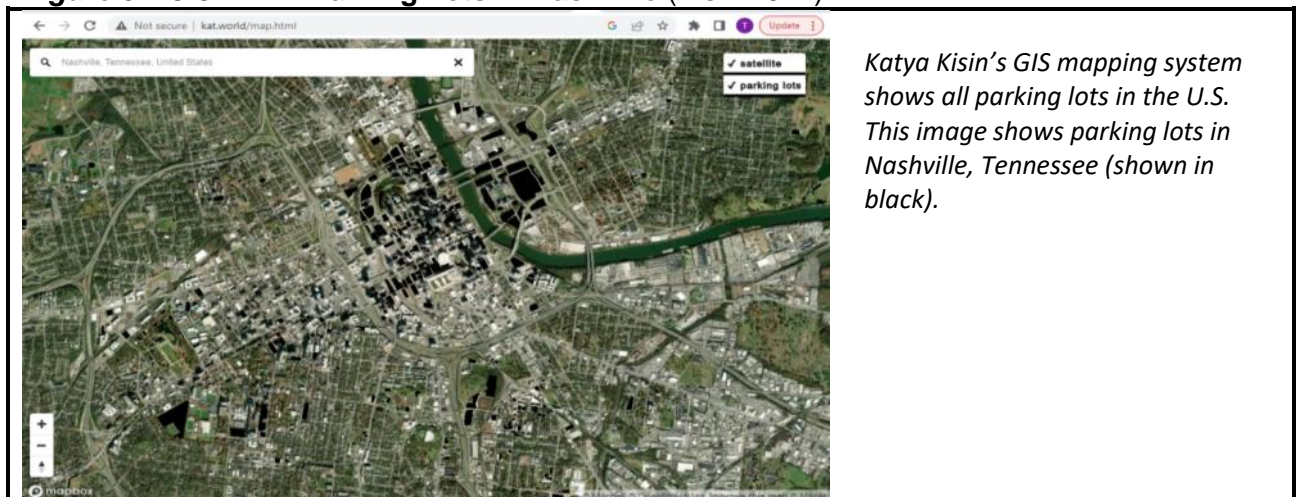 Not secure | kat.world/map.html
G
T
Update
Nashville, Tennessee, United States
✓ satellite
✓ parking lots
Katya Kisin’s GIS mapping system
shows all parking lots in the U.S.
This image shows parking lots in
Nashville, Tennessee (shown in
black).
mapbox